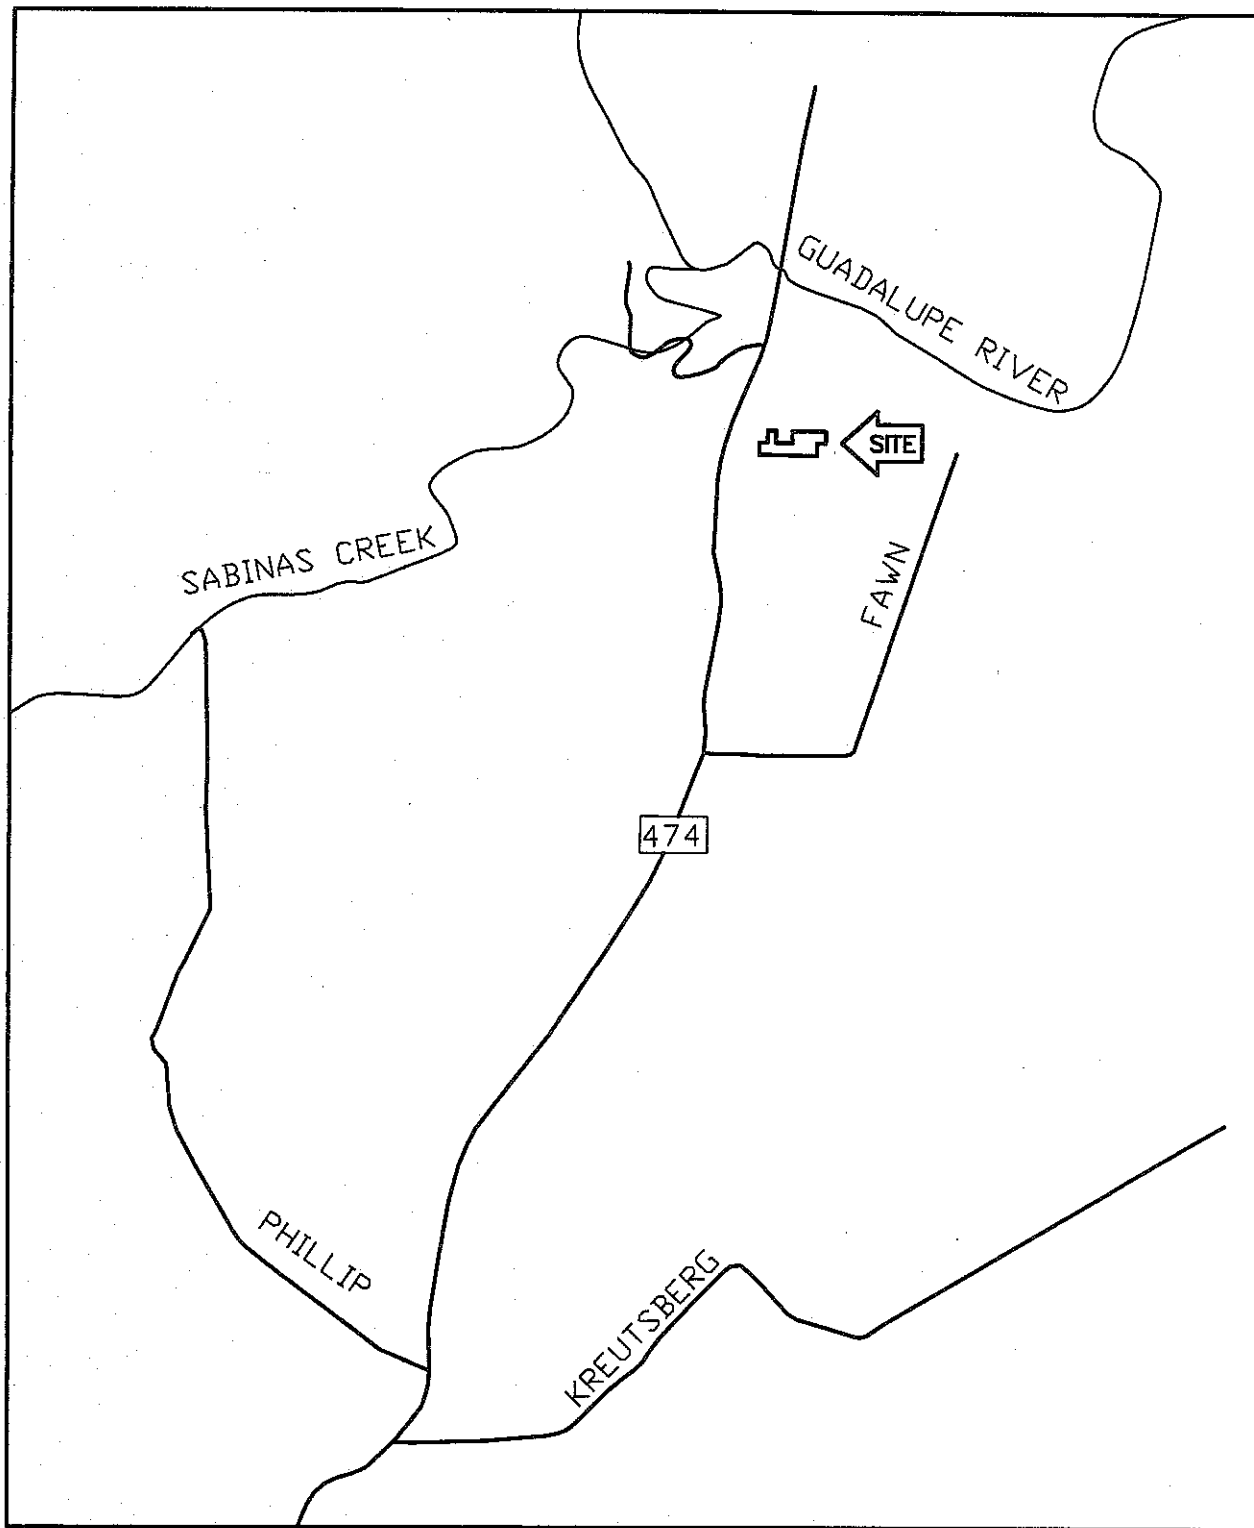 GUADALUPE RIVER
SITE
SABINAS CREEK
FAWN
474
PHILLIP
KREUTSBERG